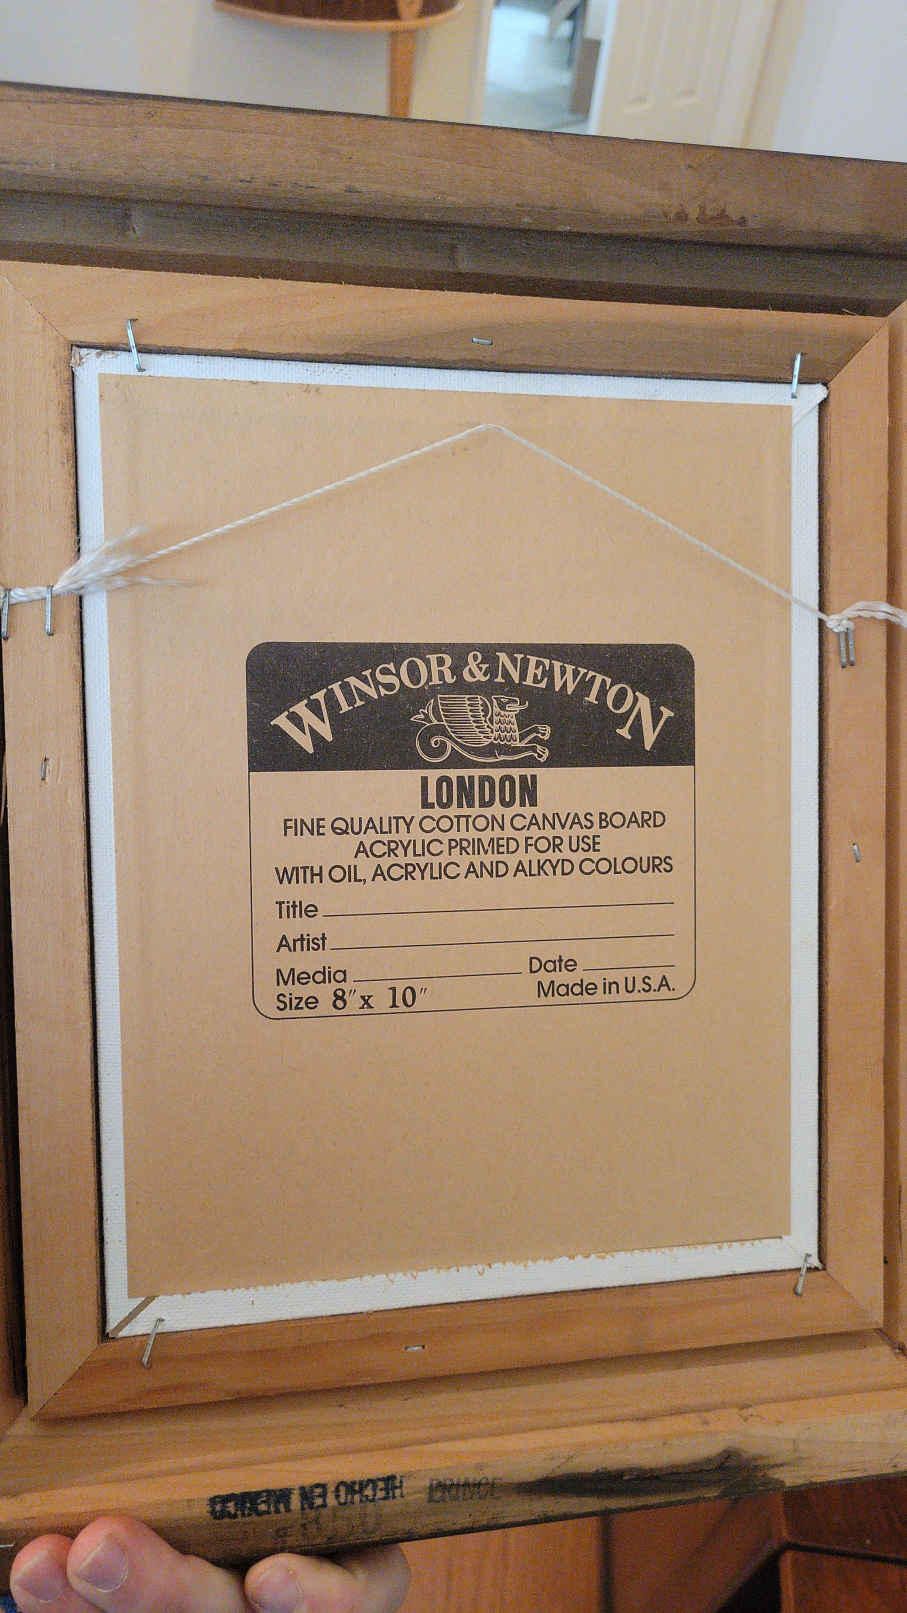 WINSOR & NEWTON
LONDON
FINE QUALITY COTTON CANVAS BOARD
ACRYLIC PRIMED FOR USE
WITH OIL, ACRYLIC AND ALKYD COLOURS
Title
Artist
Media Date
Size 8" x 10" Made in U.S.A.
HECHO EN MEXICO PRINCE